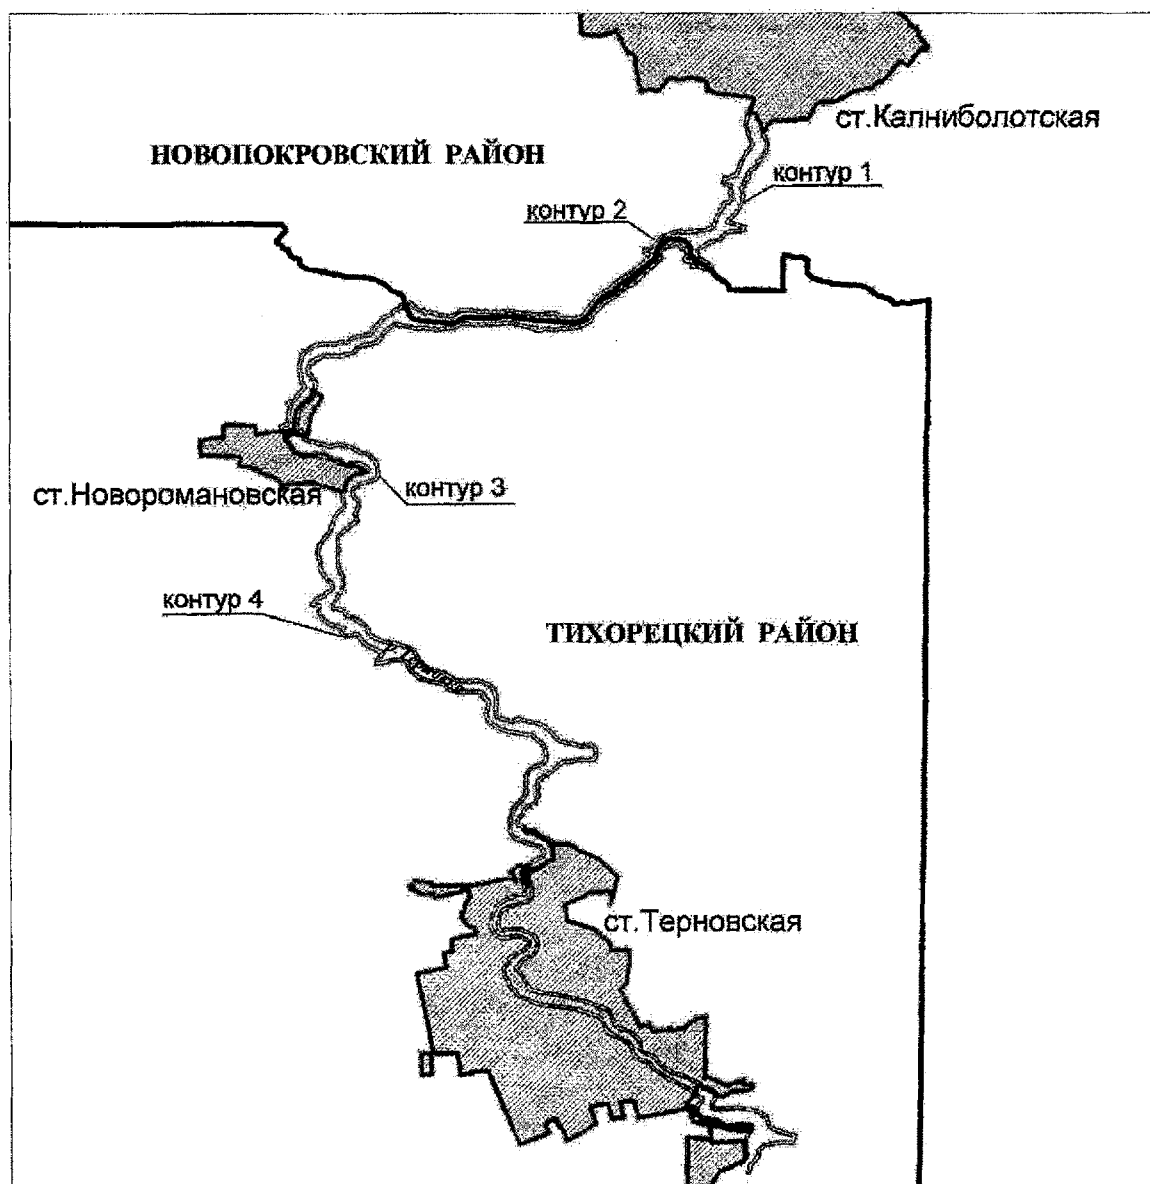 ст.Калниболотская
НОВОПОКРОВСКИЙ РАЙОН
контур 1
контур 2
ст.Новоромановская
контур 3
контур 4
ТИХОРЕЦКИЙ РАЙОН
ст.Терновская